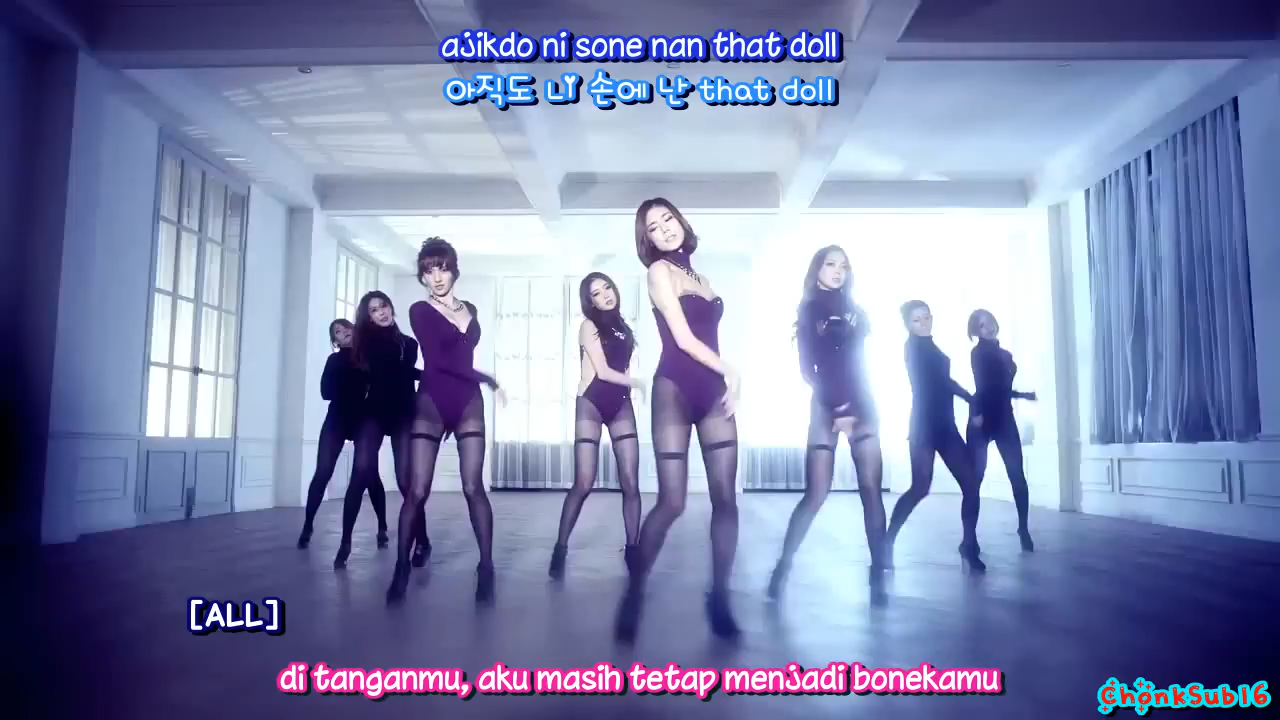 ajikdo ni sone nan that doll
아직도 니 손에 난 that doll
[ALL]
di tanganmu, aku masih tetap menjadi bonekamu
ChonkSub16